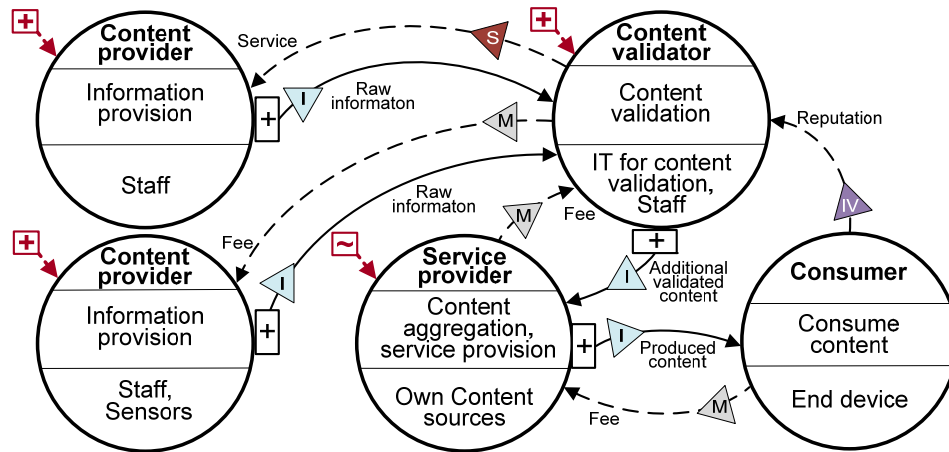 +
Content
provider
Information
provision
Staff
+
I
Raw
informaton
Service
S
+
Content
validator
Content
validation
IT for content
validation,
Staff
+
M
Fee
+
Content
provider
Information
provision
Staff,
Sensors
+
I
Raw
informaton
~
Service
provider
Content
aggregation,
service provision
Own Content
sources
+
M
Fee
I
Additional
validated
content
I
Produced
content
M
Fee
Reputation
IV
Consumer
Consume
content
End device